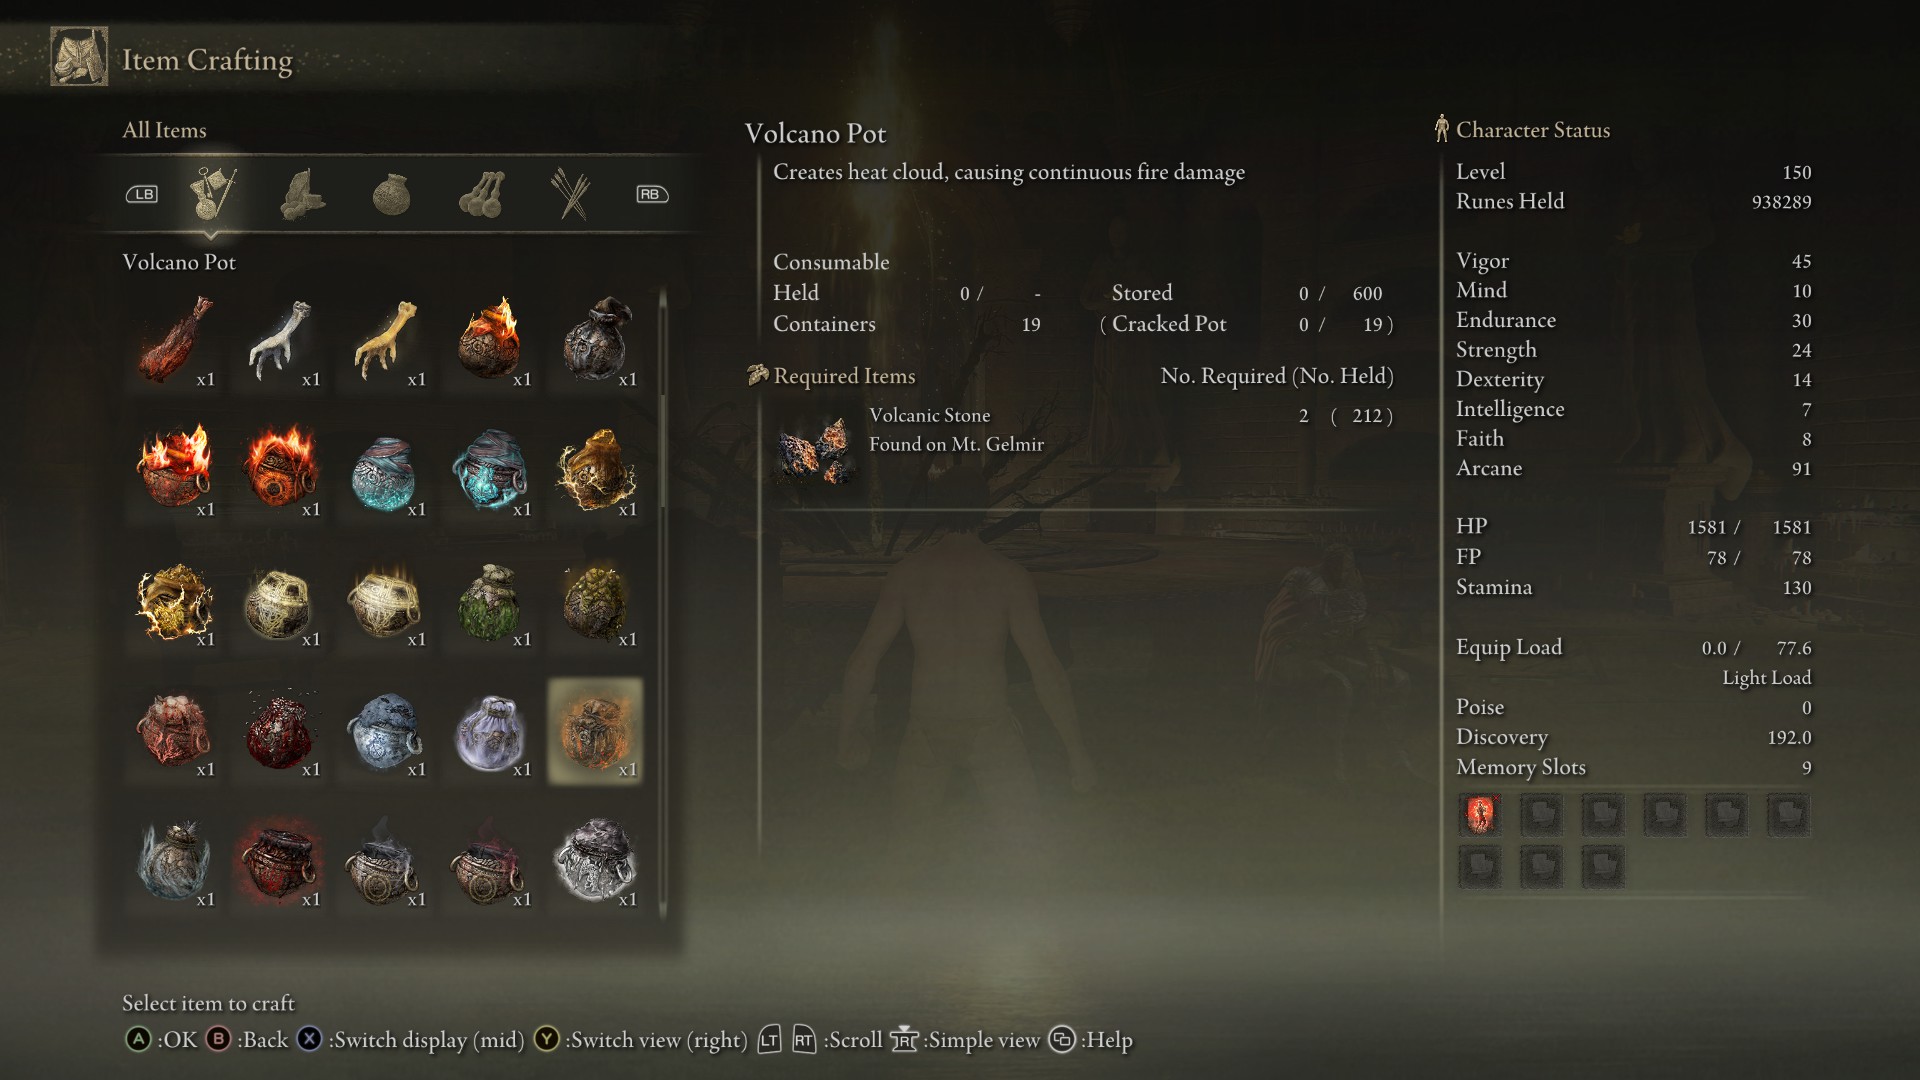 Item Crafting
All Items
LB
RB
Volcano Pot
x1 x1 x1 x1 x1
x1 x1 x1 x1 x1
x1 x1 x1 x1 x1
x1 x1 x1 x1 x1
x1 x1 x1 x1 x1
Volcano Pot
Creates heat cloud, causing continuous fire damage
Consumable
Held 0 / - Stored 0 / 600
Containers 19 ( Cracked Pot 0 / 19 )
Required Items No. Required (No. Held)
Volcanic Stone 2 ( 212 )
Found on Mt. Gelmir
Character Status
Level 150
Runes Held 938289
Vigor 45
Mind 10
Endurance 30
Strength 24
Dexterity 14
Intelligence 7
Faith 8
Arcane 91
HP 1581 / 1581
FP 78 / 78
Stamina 130
Equip Load 0.0 / 77.6
Light Load
Poise 0
Discovery 192.0
Memory Slots 9
Select item to craft
A :OK B :Back X :Switch display (mid) Y :Switch view (right) LT RT :Scroll R :Simple view :Help